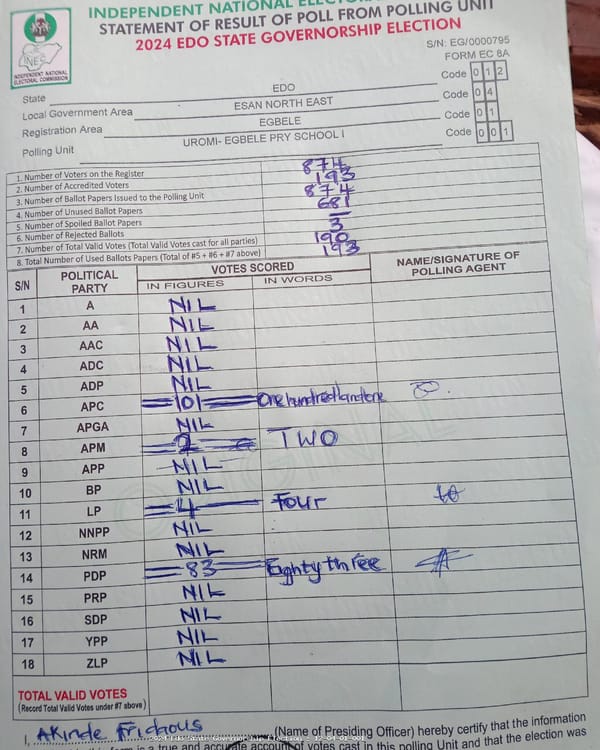 INDEPENDENT NATIONAL
STATEMENT OF RESULT OF POLL FROM POLLING UNIT
2024 EDO STATE GOVERNORSHIP ELECTION
INEC
INDEPENDENT NATIONAL
ELECTORAL COMMISSION
S/N: EG/0000795
FORM EC 8A
State EDO Code 0 1 2
Local Government Area ESAN NORTH EAST Code 0 4
Registration Area EGBELE Code 0 1
Polling Unit UROMI- EGBELE PRY SCHOOL I Code 0 0 1
1. Number of Voters on the Register 874
2. Number of Accredited Voters 193
3. Number of Ballot Papers Issued to the Polling Unit 874
4. Number of Unused Ballot Papers 681
5. Number of Spoiled Ballot Papers –
6. Number of Rejected Ballots 3
7. Number of Total Valid Votes (Total Valid Votes cast for all parties) 190
8. Total Number of Used Ballots Papers (Total of #5 + #6 + #7 above) 193
S/N POLITICAL PARTY VOTES SCORED NAME/SIGNATURE OF POLLING AGENT
IN FIGURES IN WORDS
1 A NIL
2 AA NIL
3 AAC NIL
4 ADC NIL
5 ADP NIL
6 APC 101 One hundred and one
7 APGA NIL
8 APM 2 TWO
9 APP NIL
10 BP NIL
11 LP 4 Four
12 NNPP NIL
13 NRM NIL
14 PDP 83 Eighty three
15 PRP NIL
16 SDP NIL
17 YPP NIL
18 ZLP NIL
TOTAL VALID VOTES
(Record Total Valid Votes under #7 above)
I, Akinde (Name of Presiding Officer) hereby certify that the information
is a true and accurate account of votes cast in this polling Unit and that the election was